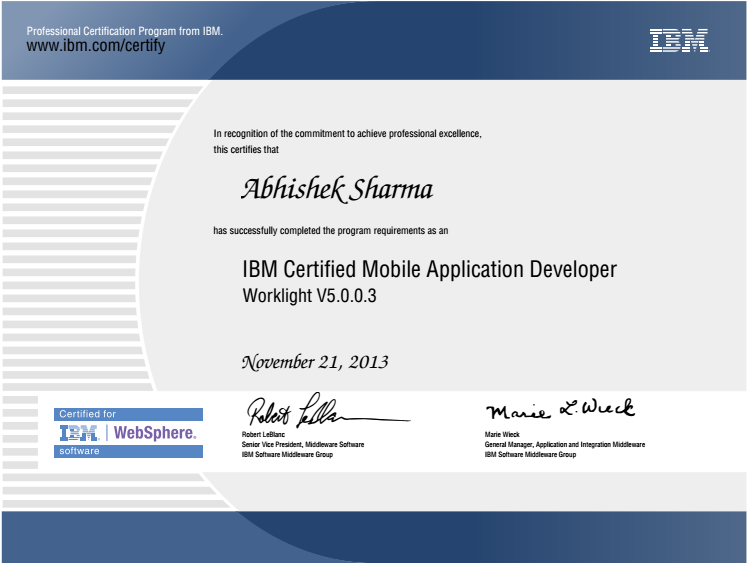 Professional Certification Program from IBM.
www.ibm.com/certify
IBM
In recognition of the commitment to achieve professional excellence,
this certifies that
Abhishek Sharma
has successfully completed the program requirements as an
IBM Certified Mobile Application Developer
Worklight V5.0.0.3
November 21, 2013
Certified for
IBM. | WebSphere.
software
Robert LeBlanc
Robert LeBlanc
Senior Vice President, Middleware Software
IBM Software Middleware Group
Marie L. Wieck
Marie Wieck
General Manager, Application and Integration Middleware
IBM Software Middleware Group